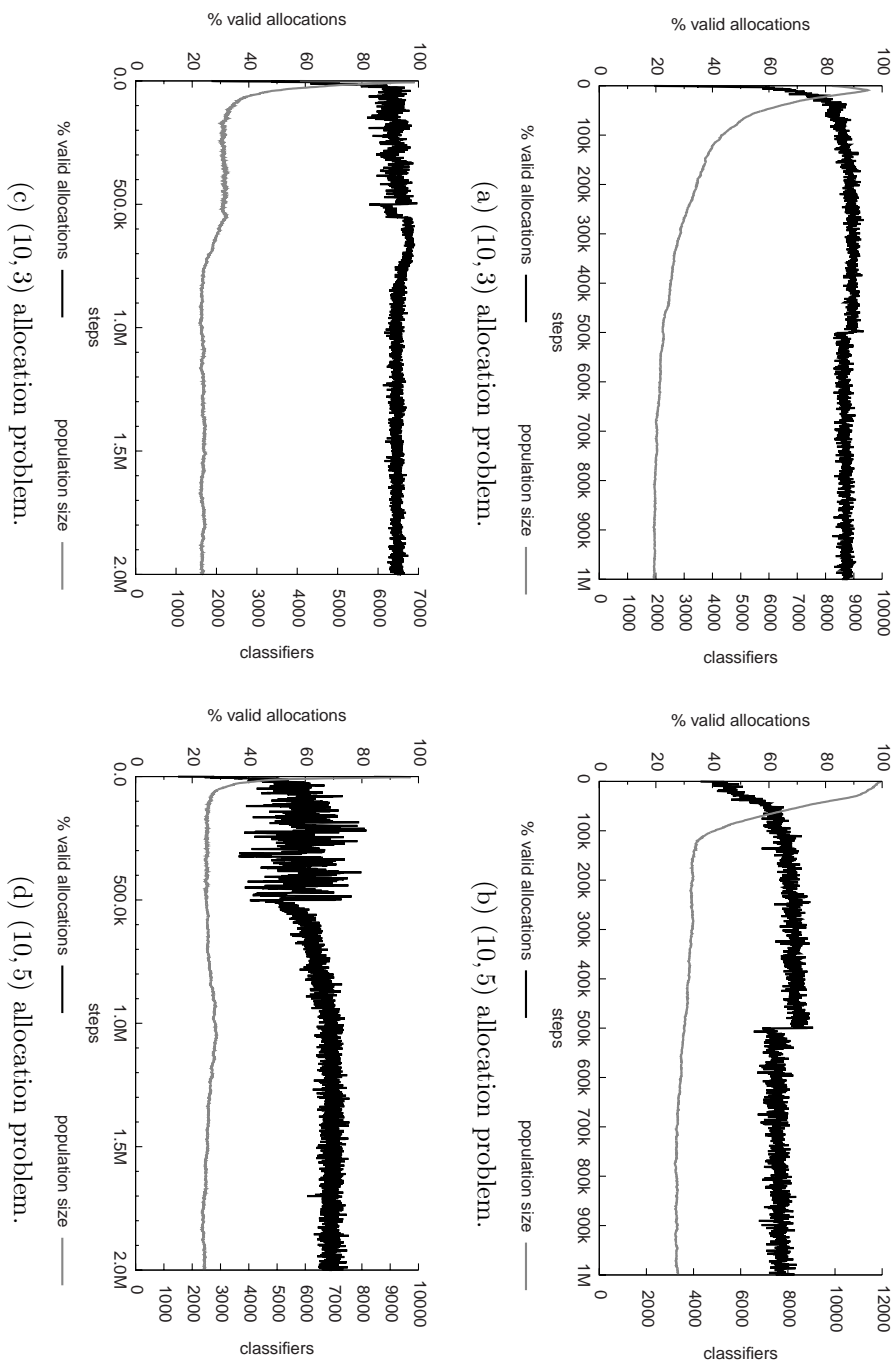 % valid allocations
100
80
60
40
20
0
0
100k
200k
300k
400k
500k
600k
700k
800k
900k
1M
steps
10000
9000
8000
7000
6000
5000
4000
3000
2000
1000
0
classifiers
% valid allocations
population size
(a) (10, 3) allocation problem.
% valid allocations
100
80
60
40
20
0
0
100k
200k
300k
400k
500k
600k
700k
800k
900k
1M
steps
12000
10000
8000
6000
4000
2000
0
classifiers
% valid allocations
population size
(b) (10, 5) allocation problem.
% valid allocations
100
80
60
40
20
0
0.0
500.0k
1.0M
1.5M
2.0M
steps
7000
6000
5000
4000
3000
2000
1000
0
classifiers
% valid allocations
population size
(c) (10, 3) allocation problem.
% valid allocations
100
80
60
40
20
0
0.0
500.0k
1.0M
1.5M
2.0M
steps
10000
9000
8000
7000
6000
5000
4000
3000
2000
1000
0
classifiers
% valid allocations
population size
(d) (10, 5) allocation problem.